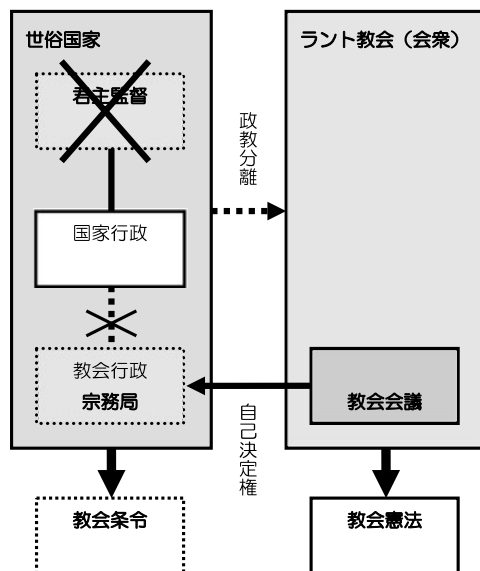 世俗国家
君主監督
国家行政
教会行政
宗務局
教会条令
政教分離
自己決定権
ラント教会（会衆）
教会会議
教会憲法